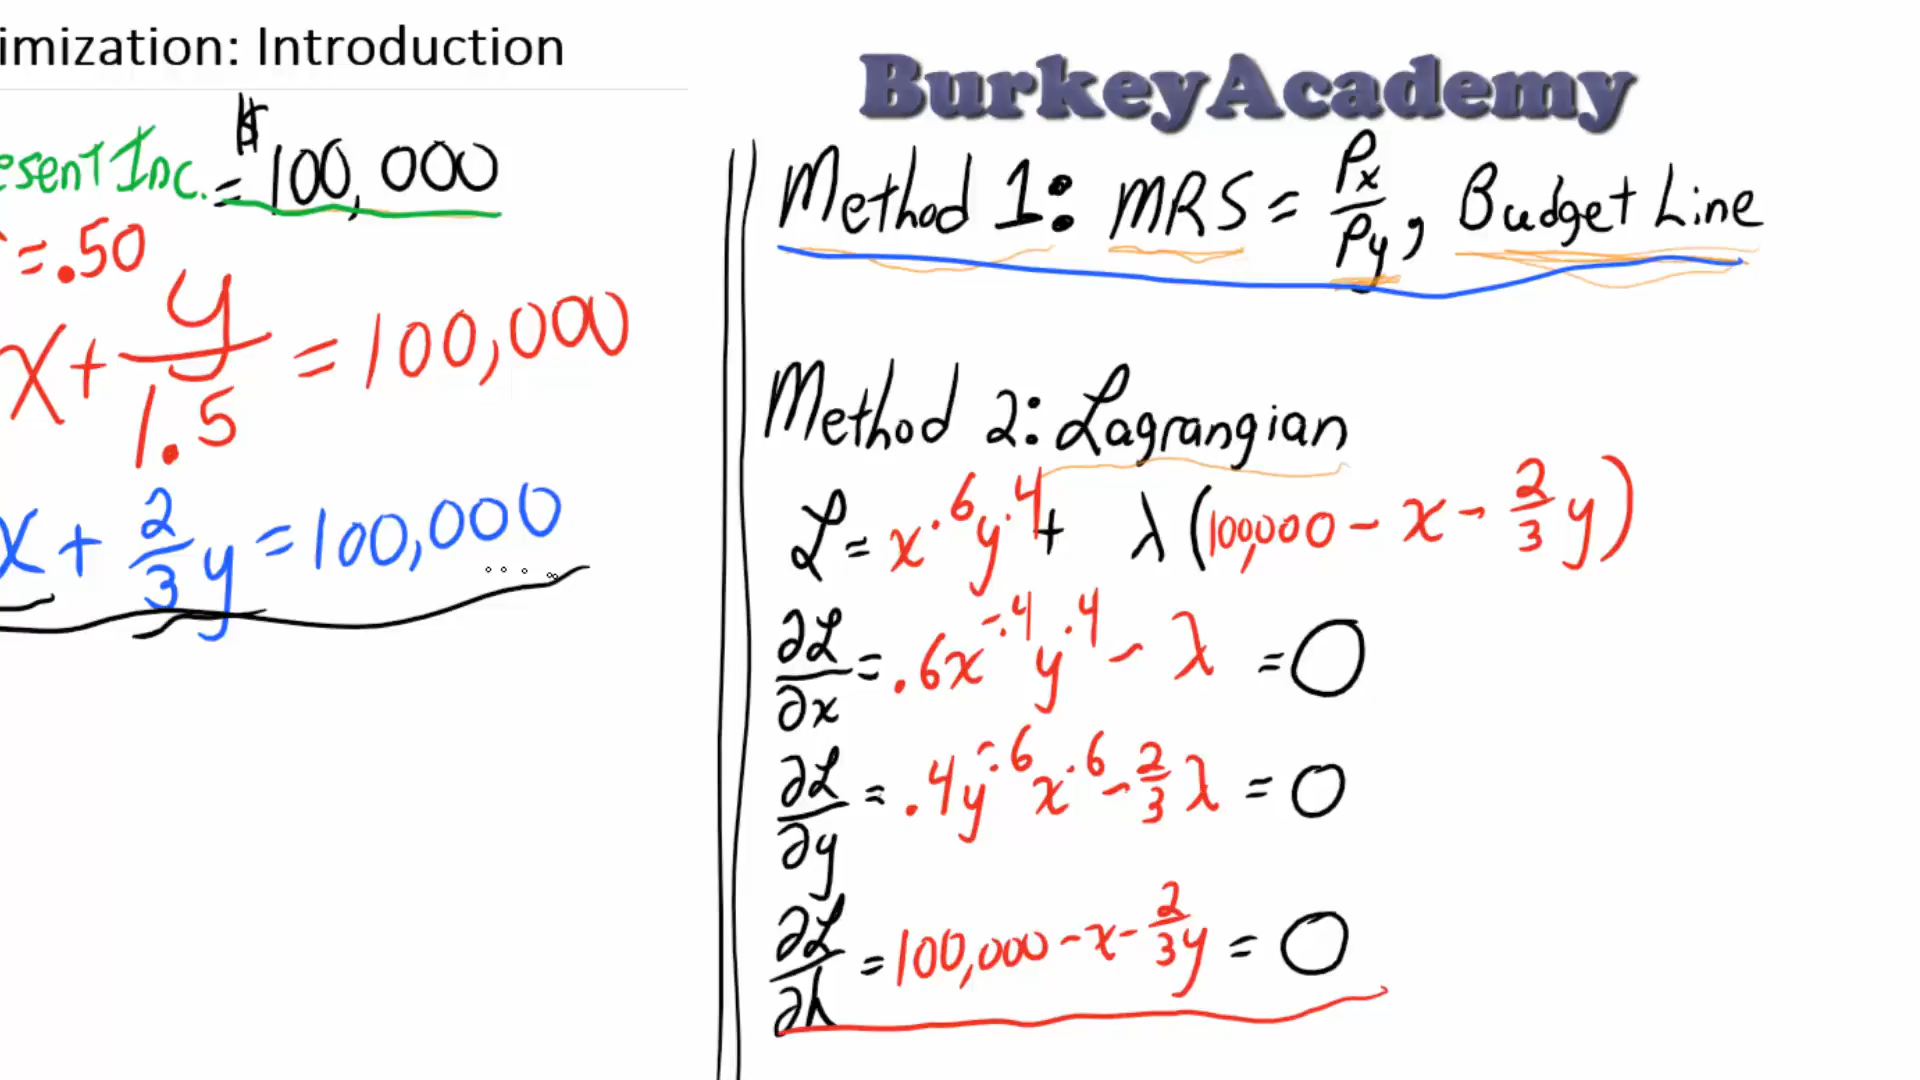 imization: Introduction
esent Inc. = $100,000
r = .50
x + y/1.5 = 100,000
x + 2/3 y = 100,000
BurkeyAcademy
Method 1: MRS = Px/Py, Budget Line
Method 2: Lagrangian
ℒ = x^.6 y^.4 + λ(100,000 - x - 2/3 y)
∂ℒ/∂x = .6x^-.4 y^.4 - λ = 0
∂ℒ/∂y = .4y^-.6 x^.6 - 2/3 λ = 0
∂ℒ/∂λ = 100,000 - x - 2/3 y = 0